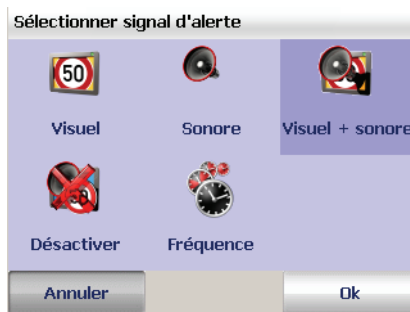 Sélectionner signal d'alerte
50
Visuel Sonore Visuel + sonore
Désactiver Fréquence
Annuler Ok